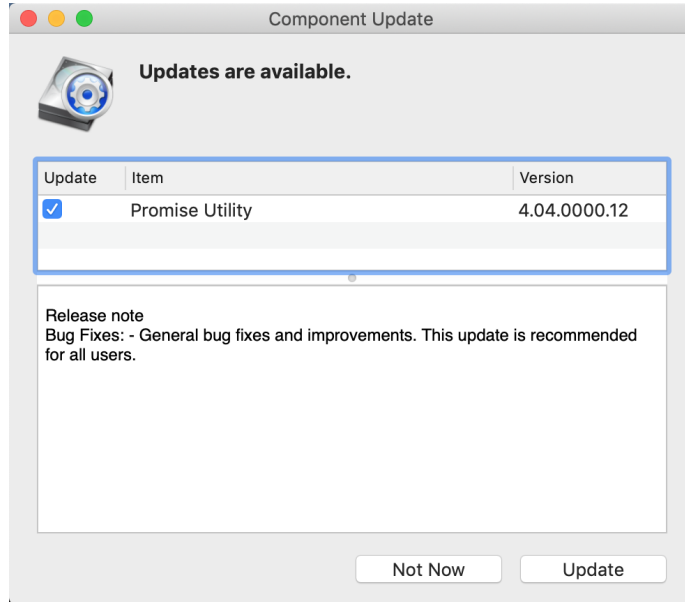 Component Update
Updates are available.
Update Item Version
Promise Utility 4.04.0000.12
Release note
Bug Fixes: - General bug fixes and improvements. This update is recommended
for all users.
Not Now Update